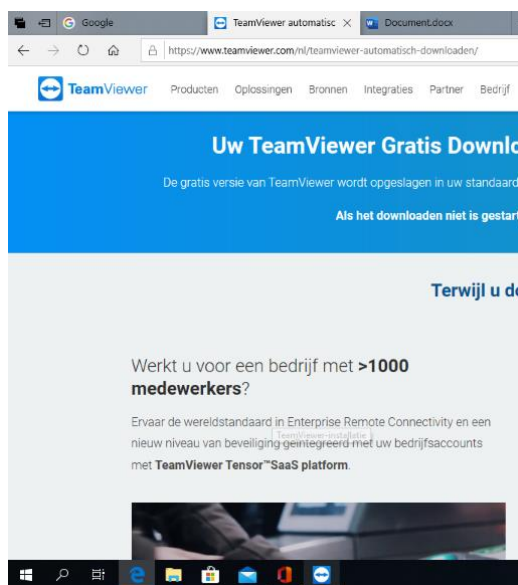 Google
TeamViewer automatisc
Document.docx
https://www.teamviewer.com/nl/teamviewer-automatisch-downloaden/
TeamViewer
Producten Oplossingen Bronnen Integraties Partner Bedrijf
Uw TeamViewer Gratis Downlo
De gratis versie van TeamViewer wordt opgeslagen in uw standaard
Als het downloaden niet is gestart
Terwijl u de
Werkt u voor een bedrijf met >1000
medewerkers?
Ervaar de wereldstandaard in Enterprise Remote Connectivity en een
TeamViewer-installatie
nieuw niveau van beveiliging geïntegreerd met uw bedrijfsaccounts
met TeamViewer Tensor™SaaS platform.